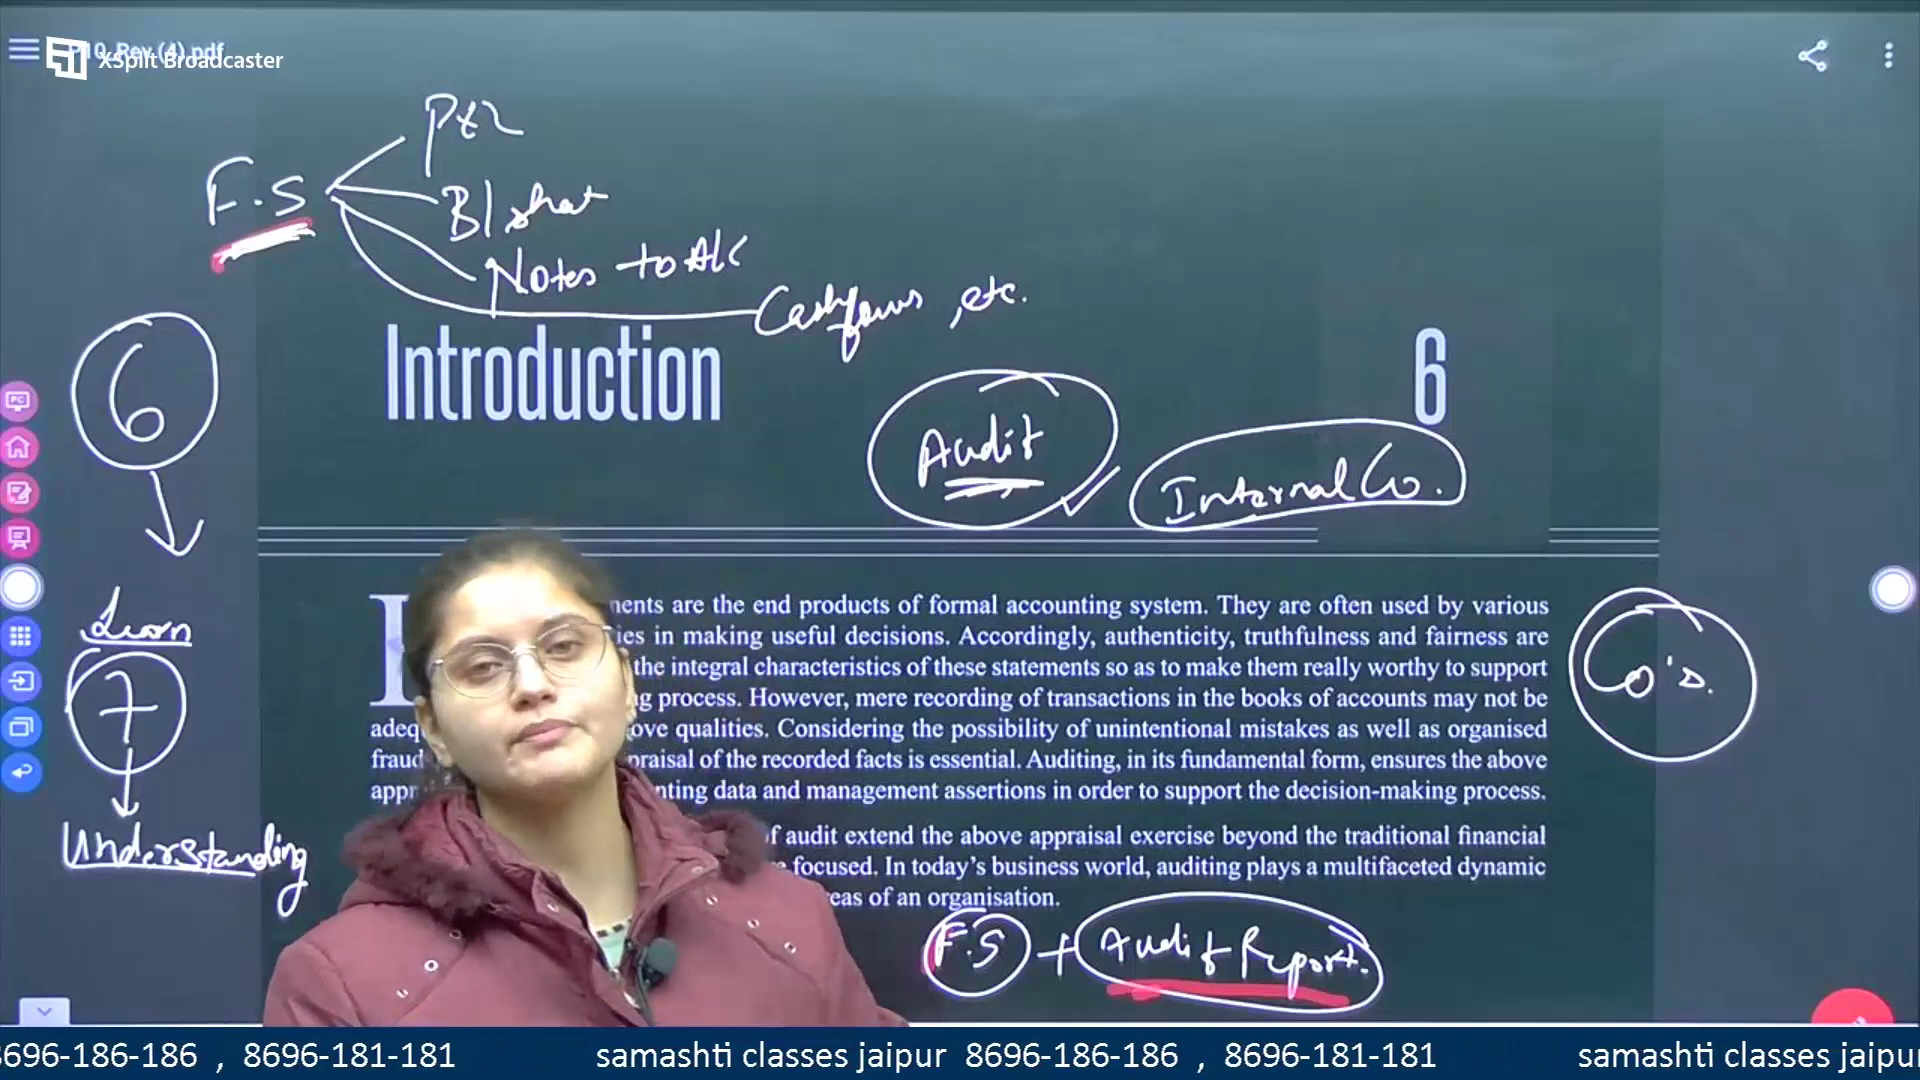 P10_Rev (4).pdf
XSplit Broadcaster
P&L
F.S
B/sheet
Notes to A/c
Cashflows, etc.
Introduction 6
6
Audit
Internal Co.
Learn
7
Understanding
ents are the end products of formal accounting system. They are often used by various
ies in making useful decisions. Accordingly, authenticity, truthfulness and fairness are
the integral characteristics of these statements so as to make them really worthy to support
g process. However, mere recording of transactions in the books of accounts may not be
adeq ove qualities. Considering the possibility of unintentional mistakes as well as organised
fraud praisal of the recorded facts is essential. Auditing, in its fundamental form, ensures the above
appr nting data and management assertions in order to support the decision-making process.
Co's.
f audit extend the above appraisal exercise beyond the traditional financial
focused. In today's business world, auditing plays a multifaceted dynamic
eas of an organisation.
F.S + Audit Report.
8696-186-186 , 8696-181-181 samashti classes jaipur 8696-186-186 , 8696-181-181 samashti classes jaipur